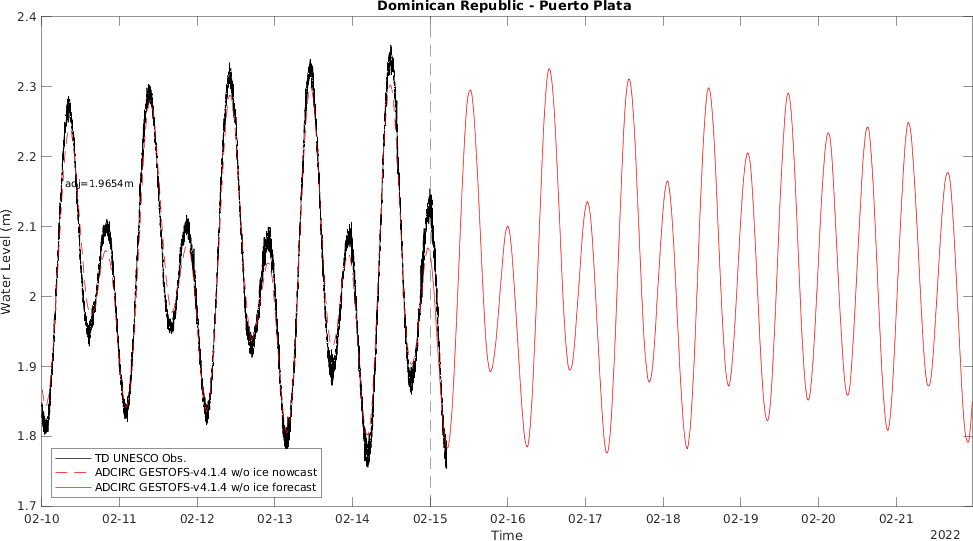 Dominican Republic - Puerto Plata
2.4
2.3
2.2
2.1
2
1.9
1.8
1.7
Water Level (m)
adj=1.9654m
TD UNESCO Obs.
ADCIRC GESTOFS-v4.1.4 w/o ice nowcast
ADCIRC GESTOFS-v4.1.4 w/o ice forecast
02-10 02-11 02-12 02-13 02-14 02-15 02-16 02-17 02-18 02-19 02-20 02-21
Time
2022